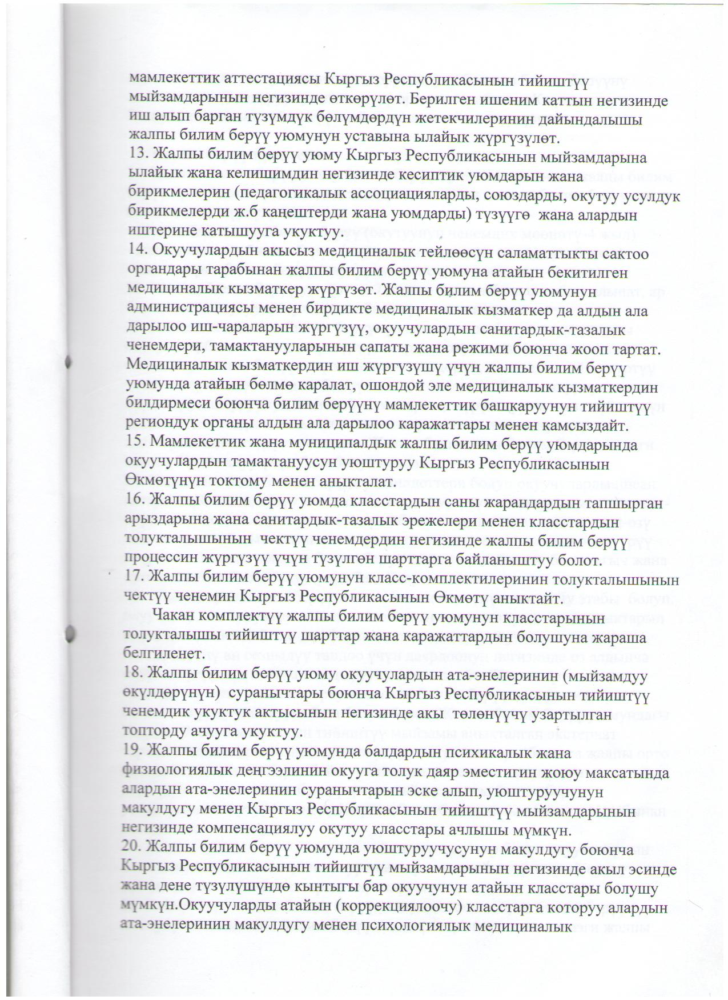 мамлекеттик аттестациясы Кыргыз Республикасынын тийиштүү
мыйзамдарынын негизинде өткөрүлөт. Берилген ишеним каттын негизинде
иш алып барган түзүмдүк бөлүмдөрдүн жетекчилеринин дайындалышы
жалпы билим берүү уюмунун уставына ылайык жүргүзүлөт.
13. Жалпы билим берүү уюму Кыргыз Республикасынын мыйзамдарына
ылайык жана келишимдин негизинде кесиптик уюмдарын жана
бирикмелерин (педагогикалык ассоциацияларды, союздарды, окутуу усулдук
бирикмелерди ж.б каңештерди жана уюмдарды) түзүүгө  жана алардын
иштерине катышууга укуктуу.
14. Окуучулардын акысыз медициналык тейлөөсүн саламаттыкты сактоо
органдары тарабынан жалпы билим берүү уюмуна атайын бекитилген
медициналык кызматкер жүргүзөт. Жалпы билим берүү уюмунун
администрациясы менен бирдикте медициналык кызматкер да алдын ала
дарылоо иш-чараларын жүргүзүү, окуучулардын санитардык-тазалык
ченемдери, тамактанууларынын сапаты жана режими боюнча жооп тартат.
Медициналык кызматкердин иш жүргүзүшү үчүн жалпы билим берүү
уюмунда атайын бөлмө каралат, ошондой эле медициналык кызматкердин
билдирмеси боюнча билим берүүнү мамлекеттик башкаруунун тийиштүү
региондук органы алдын ала дарылоо каражаттары менен камсыздайт.
15. Мамлекеттик жана муниципалдык жалпы билим берүү уюмдарында
окуучулардын тамактануусун уюштуруу Кыргыз Республикасынын
Өкмөтүнүн токтому менен аныкталат.
16. Жалпы билим берүү уюмда класстардын саны жарандардын тапшырган
арыздарына жана санитардык-тазалык эрежелери менен класстардын
толукталышынын  чектүү ченемдердин негизинде жалпы билим берүү
процессин жүргүзүү үчүн түзүлгөн шарттарга байланыштуу болот.
17. Жалпы билим берүү уюмунун класс-комплектилеринин толукталышынын
чектүү ченемин Кыргыз Республикасынын Өкмөтү аныктайт.
Чакан комплектүү жалпы билим берүү уюмунун класстарынын
толукталышы тийиштүү шарттар жана каражаттардын болушуна жараша
белгиленет.
18. Жалпы билим берүү уюму окуучулардын ата-энелеринин (мыйзамдуу
өкүлдөрүнүн)  суранычтары боюнча Кыргыз Республикасынын тийиштүү
ченемдик укуктук актысынын негизинде акы  төлөнүүчү узартылган
топторду ачууга укуктуу.
19. Жалпы билим берүү уюмунда балдардын психикалык жана
физиологиялык деңгээлинин окууга толук даяр эместигин жоюу максатында
алардын ата-энелеринин суранычтарын эске алып, уюштуруучунун
макулдугу менен Кыргыз Республикасынын тийиштүү мыйзамдарынын
негизинде компенсациялуу окутуу класстары ачлышы мүмкүн.
20. Жалпы билим берүү уюмунда уюштуруучусунун макулдугу боюнча
Кыргыз Республикасынын тийиштүү мыйзамдарынын негизинде акыл эсинде
жана дене түзүлүшүндө кынтыгы бар окуучунун атайын класстары болушу
мүмкүн.Окуучуларды атайын (коррекциялоочу) класстарга которуу алардын
ата-энелеринин макулдугу менен психологиялык медициналык